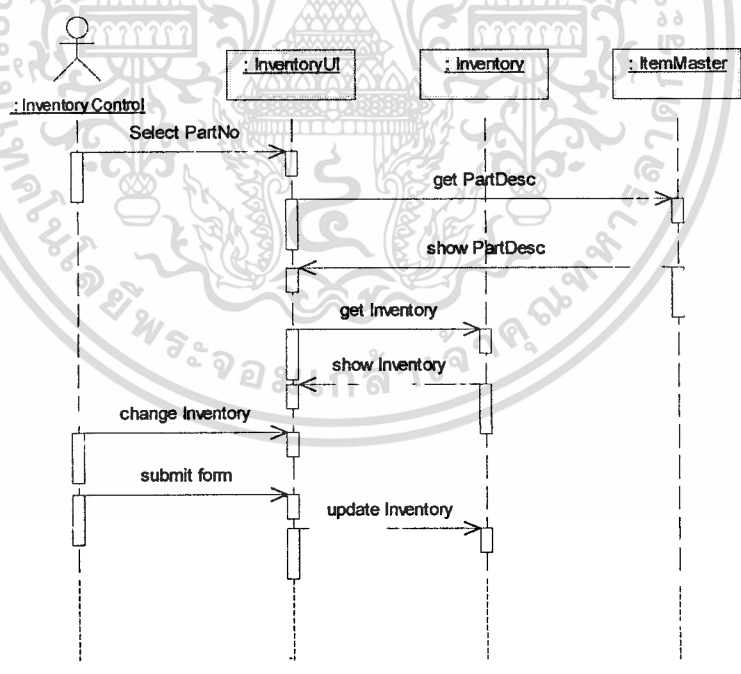 : InventoryUI
: Inventory
: ItemMaster
: Inventory Control
Select PartNo
get PartDesc
show PartDesc
get Inventory
show Inventory
change Inventory
submit form
update Inventory